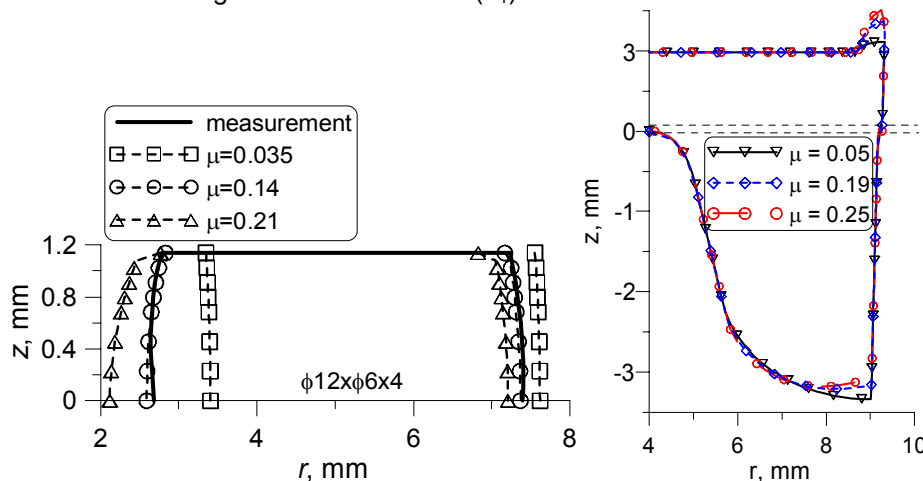 measurement
μ=0.035
μ=0.14
μ=0.21
1.2
0.8
0.4
0
z, mm
ϕ12xϕ6x4
2
4
6
8
r, mm
3
0
-1
-2
-3
z, mm
μ = 0.05
μ = 0.19
μ = 0.25
4
6
8
10
r, mm